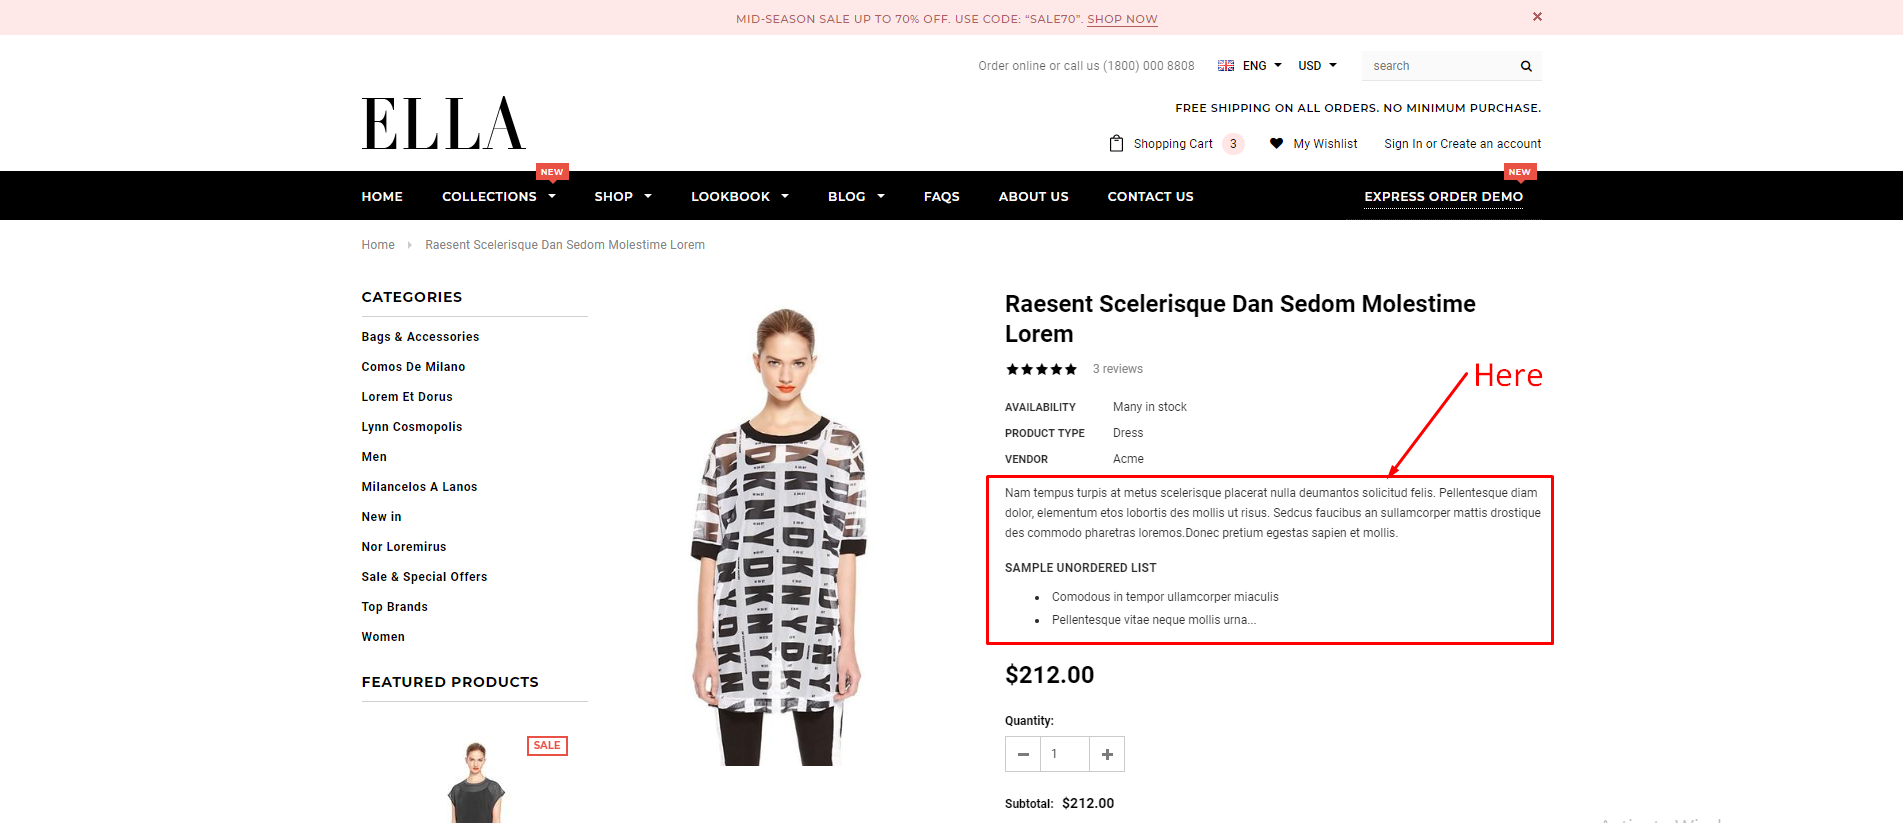 MID-SEASON SALE UP TO 70% OFF. USE CODE: “SALE70”. SHOP NOW
Order online or call us (1800) 000 8808
ENG
USD
search
ELLA
FREE SHIPPING ON ALL ORDERS. NO MINIMUM PURCHASE.
Shopping Cart 3
My Wishlist
Sign In or Create an account
NEW
NEW
HOME
COLLECTIONS
SHOP
LOOKBOOK
BLOG
FAQS
ABOUT US
CONTACT US
EXPRESS ORDER DEMO
Home
Raesent Scelerisque Dan Sedom Molestime Lorem
CATEGORIES
Bags & Accessories
Comos De Milano
Lorem Et Dorus
Lynn Cosmopolis
Men
Milancelos A Lanos
New in
Nor Loremirus
Sale & Special Offers
Top Brands
Women
FEATURED PRODUCTS
SALE
DKNY
Raesent Scelerisque Dan Sedom Molestime
Lorem
3 reviews
Here
AVAILABILITY Many in stock
PRODUCT TYPE Dress
VENDOR Acme
Nam tempus turpis at metus scelerisque placerat nulla deumantos solicitud felis. Pellentesque diam
dolor, elementum etos lobortis des mollis ut risus. Sedcus faucibus an sullamcorper mattis drostique
des commodo pharetras loremos.Donec pretium egestas sapien et mollis.
SAMPLE UNORDERED LIST
• Comodous in tempor ullamcorper miaculis
• Pellentesque vitae neque mollis urna...
$212.00
Quantity:
1
Subtotal: $212.00